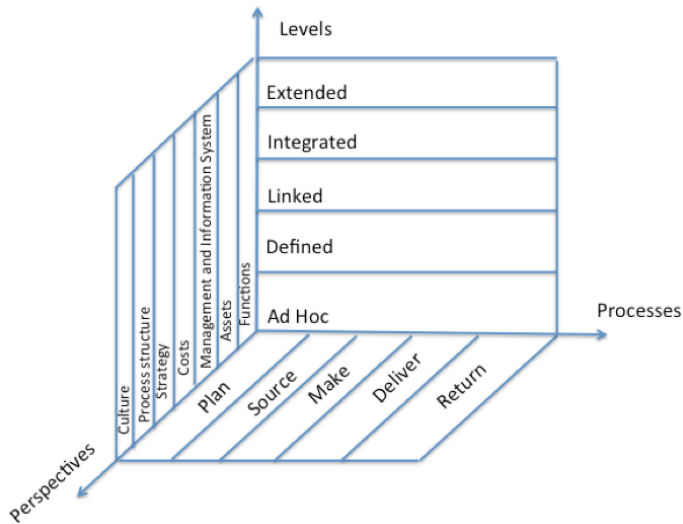 Levels
Extended
Integrated
Linked
Defined
Ad Hoc
Processes
Culture
Process structure
Strategy
Costs
Management and Information System
Assets
Functions
Plan
Source
Make
Deliver
Return
Perspectives